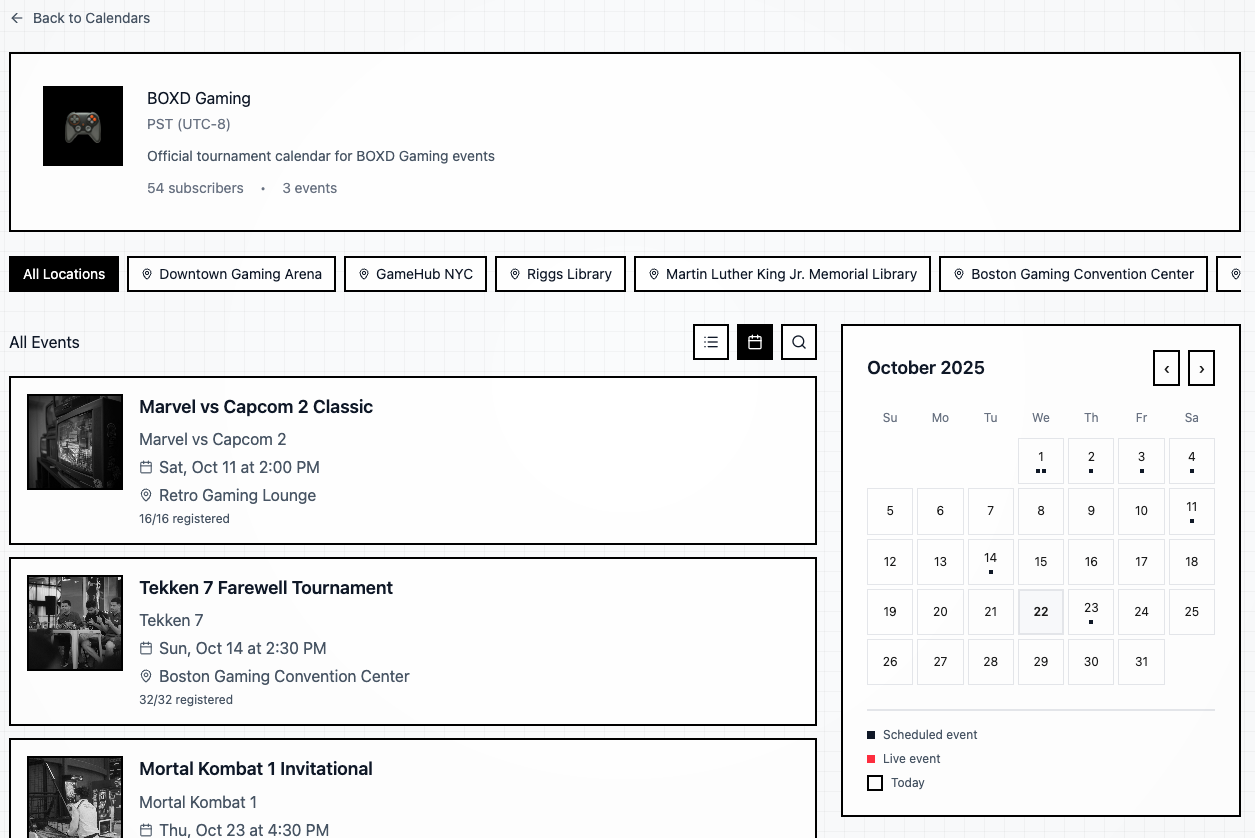 Back to Calendars
BOXD Gaming
PST (UTC-8)
Official tournament calendar for BOXD Gaming events
54 subscribers • 3 events
All Locations Downtown Gaming Arena GameHub NYC Riggs Library Martin Luther King Jr. Memorial Library Boston Gaming Convention Center
All Events
Marvel vs Capcom 2 Classic
Marvel vs Capcom 2
Sat, Oct 11 at 2:00 PM
Retro Gaming Lounge
16/16 registered
Tekken 7 Farewell Tournament
Tekken 7
Sun, Oct 14 at 2:30 PM
Boston Gaming Convention Center
32/32 registered
Mortal Kombat 1 Invitational
Mortal Kombat 1
Thu, Oct 23 at 4:30 PM
October 2025 ‹ ›
Su Mo Tu We Th Fr Sa
1 2 3 4
5 6 7 8 9 10 11
12 13 14 15 16 17 18
19 20 21 22 23 24 25
26 27 28 29 30 31
Scheduled event
Live event
Today